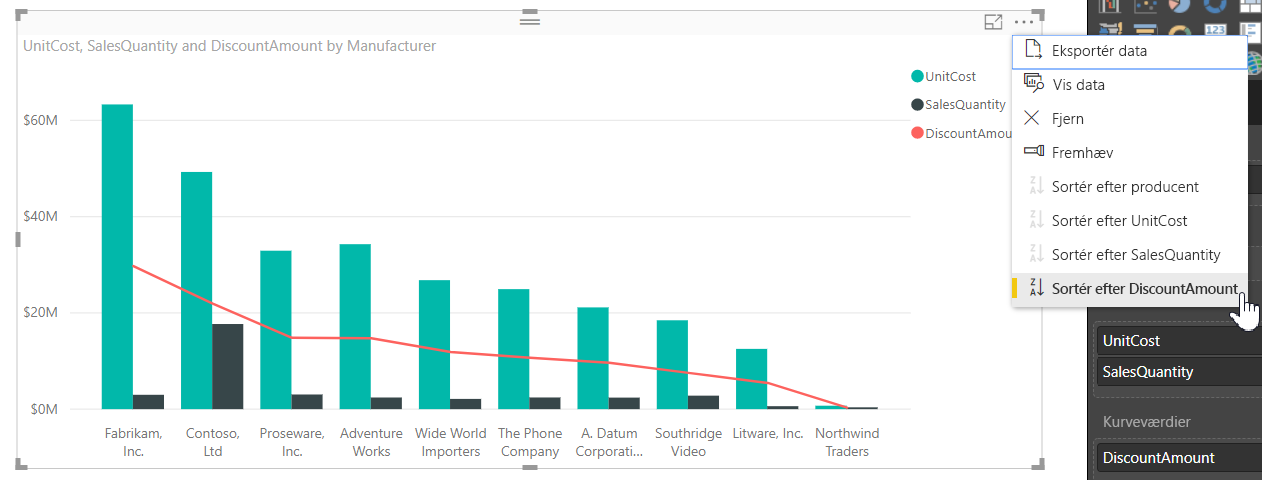 UnitCost, SalesQuantity and DiscountAmount by Manufacturer
UnitCost
SalesQuantity
DiscountAmou
$60M
$40M
$20M
$0M
Fabrikam, Inc.
Contoso, Ltd
Proseware, Inc.
Adventure Works
Wide World Importers
The Phone Company
A. Datum Corporati...
Southridge Video
Litware, Inc.
Northwind Traders
123
Eksportér data
Vis data
Fjern
Fremhæv
Sortér efter producent
Sortér efter UnitCost
Sortér efter SalesQuantity
Sortér efter DiscountAmount
UnitCost
SalesQuantity
Kurveværdier
DiscountAmount